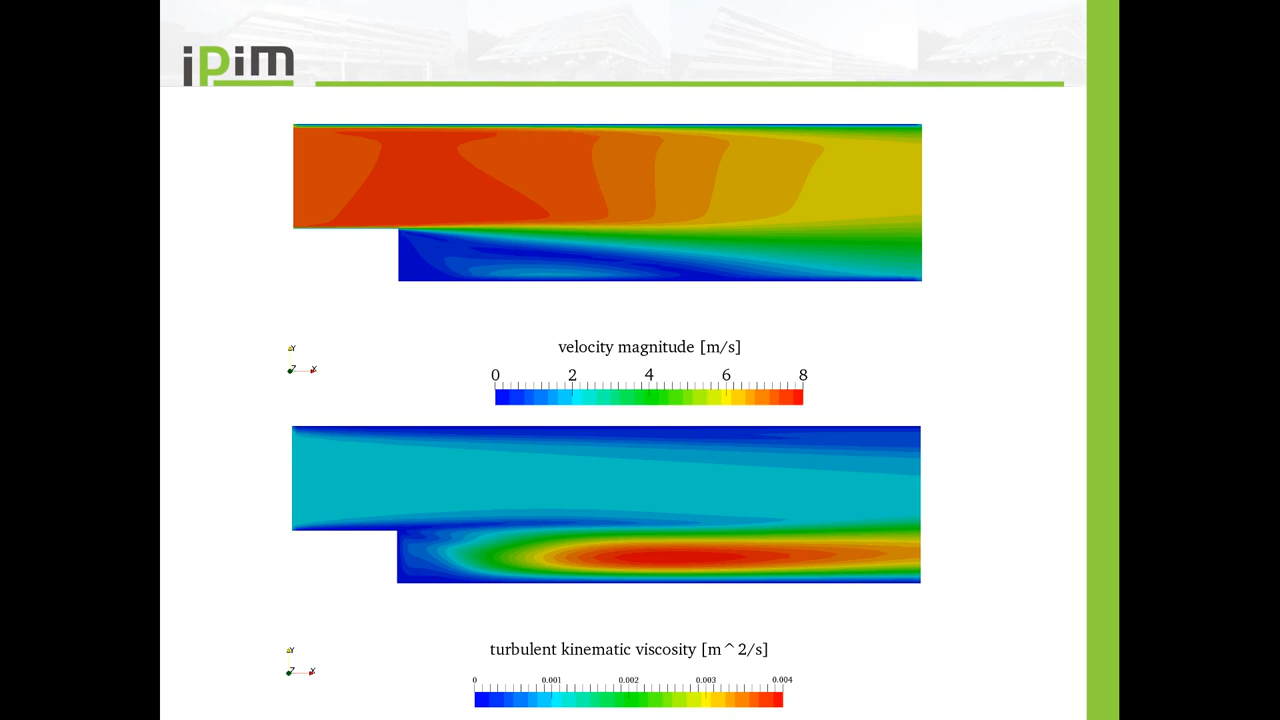 ipim
Y
Z X
velocity magnitude [m/s]
0 2 4 6 8
Y
Z X
turbulent kinematic viscosity [m^2/s]
0 0.001 0.002 0.003 0.004